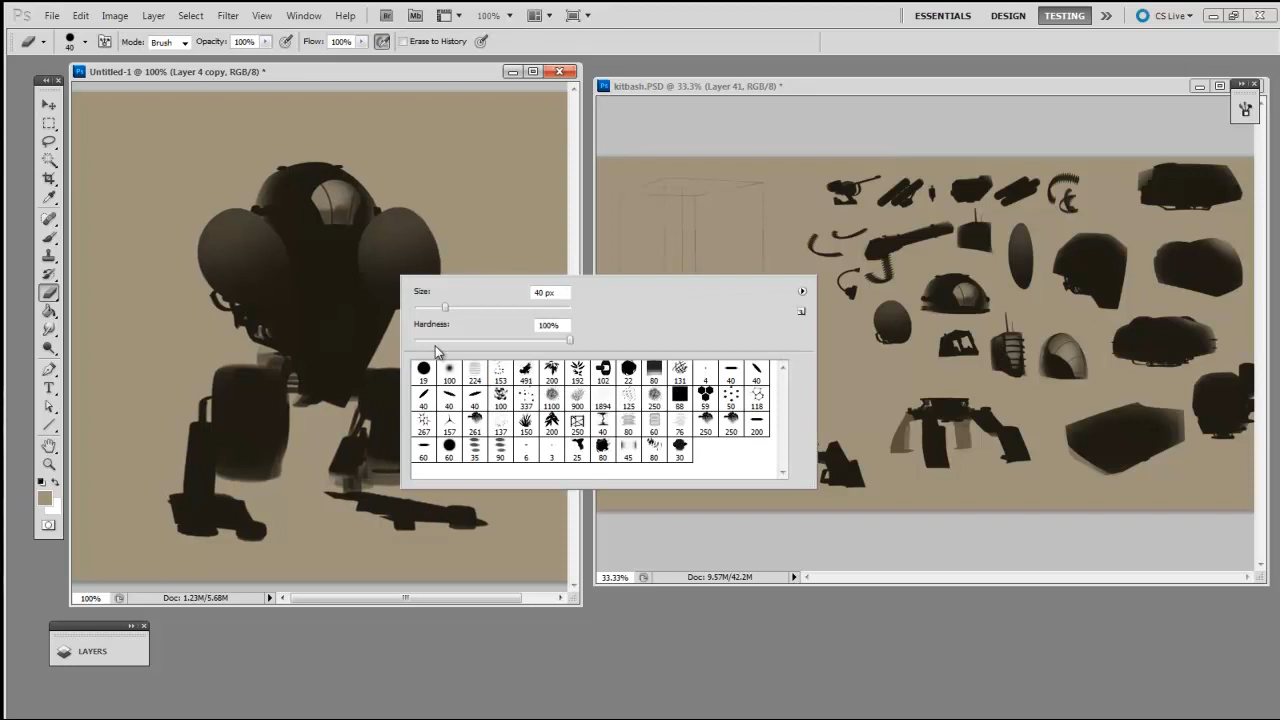 Ps File Edit Image Layer Select Filter View Window Help Br Mb 100% ESSENTIALS DESIGN TESTING CS Live
40 Mode: Brush Opacity: 100% Flow: 100% Erase to History
Ps Untitled-1 @ 100% (Layer 4 copy, RGB/8) *
Ps kitbash.PSD @ 33.3% (Layer 41, RGB/8) *
Size: 40 px
Hardness: 100%
19 100 224 153 491 200 192 102 22 80 131 4 40 40
40 40 40 100 337 1100 900 1894 125 250 88 59 50 118
267 157 261 137 150 200 250 40 80 60 76 250 250 200
60 60 35 90 6 3 25 80 45 80 30
33.33% Doc: 9.57M/42.2M
100% Doc: 1.23M/5.68M
LAYERS